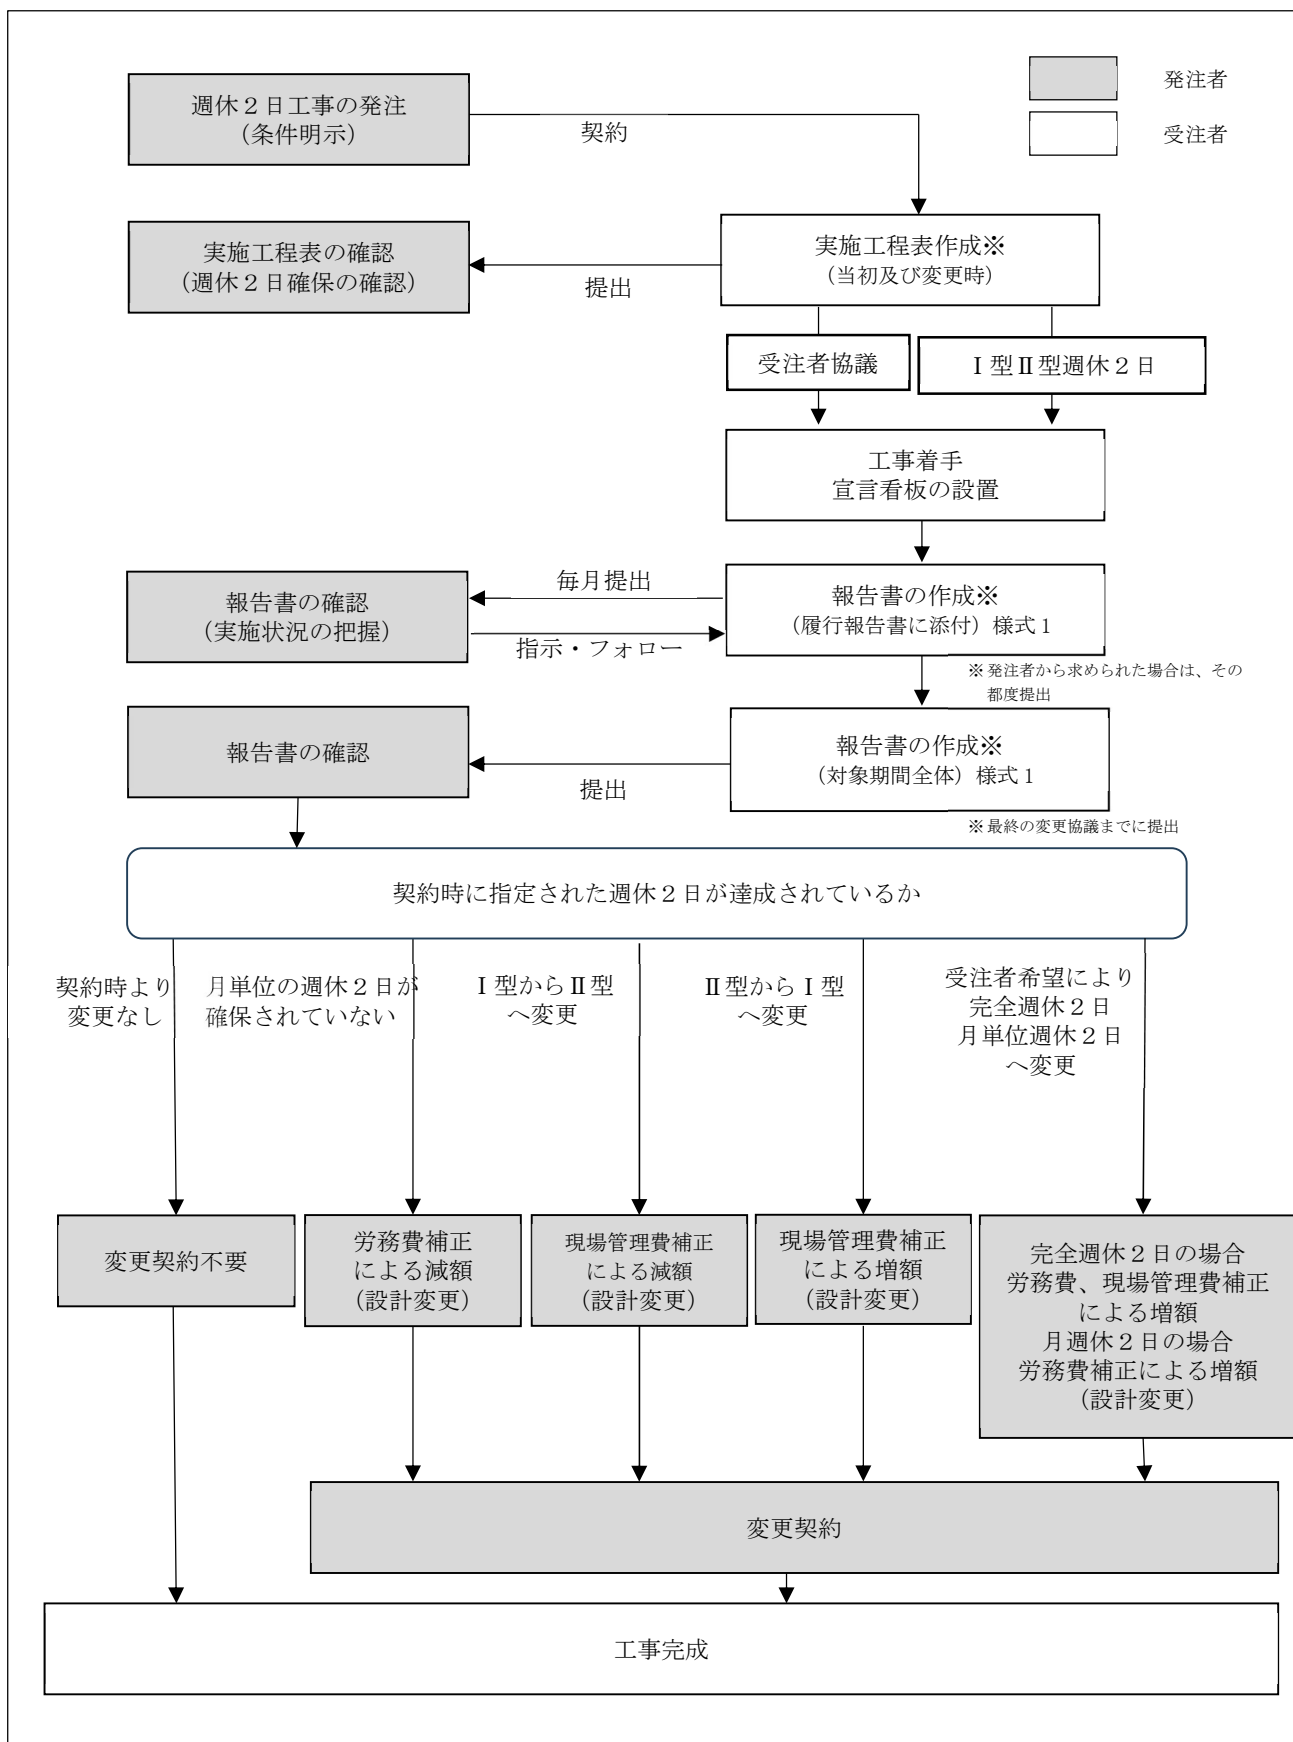 発注者
受注者
週休２日工事の発注
（条件明示）
契約
実施工程表の確認
（週休２日確保の確認）
提出
実施工程表作成※
（当初及び変更時）
受注者協議
Ⅰ型Ⅱ型週休２日
工事着手
宣言看板の設置
報告書の確認
（実施状況の把握）
毎月提出
指示・フォロー
報告書の作成※
（履行報告書に添付）様式１
※発注者から求められた場合は、その
都度提出
報告書の確認
提出
報告書の作成※
（対象期間全体）様式１
※最終の変更協議までに提出
契約時に指定された週休２日が達成されているか
契約時より
変更なし
月単位の週休２日が
確保されていない
Ⅰ型からⅡ型
へ変更
Ⅱ型からⅠ型
へ変更
受注者希望により
完全週休２日
月単位週休２日
へ変更
変更契約不要
労務費補正
による減額
（設計変更）
現場管理費補正
による減額
（設計変更）
現場管理費補正
による増額
（設計変更）
完全週休２日の場合
労務費、現場管理費補正
による増額
月週休２日の場合
労務費補正による増額
（設計変更）
変更契約
工事完成